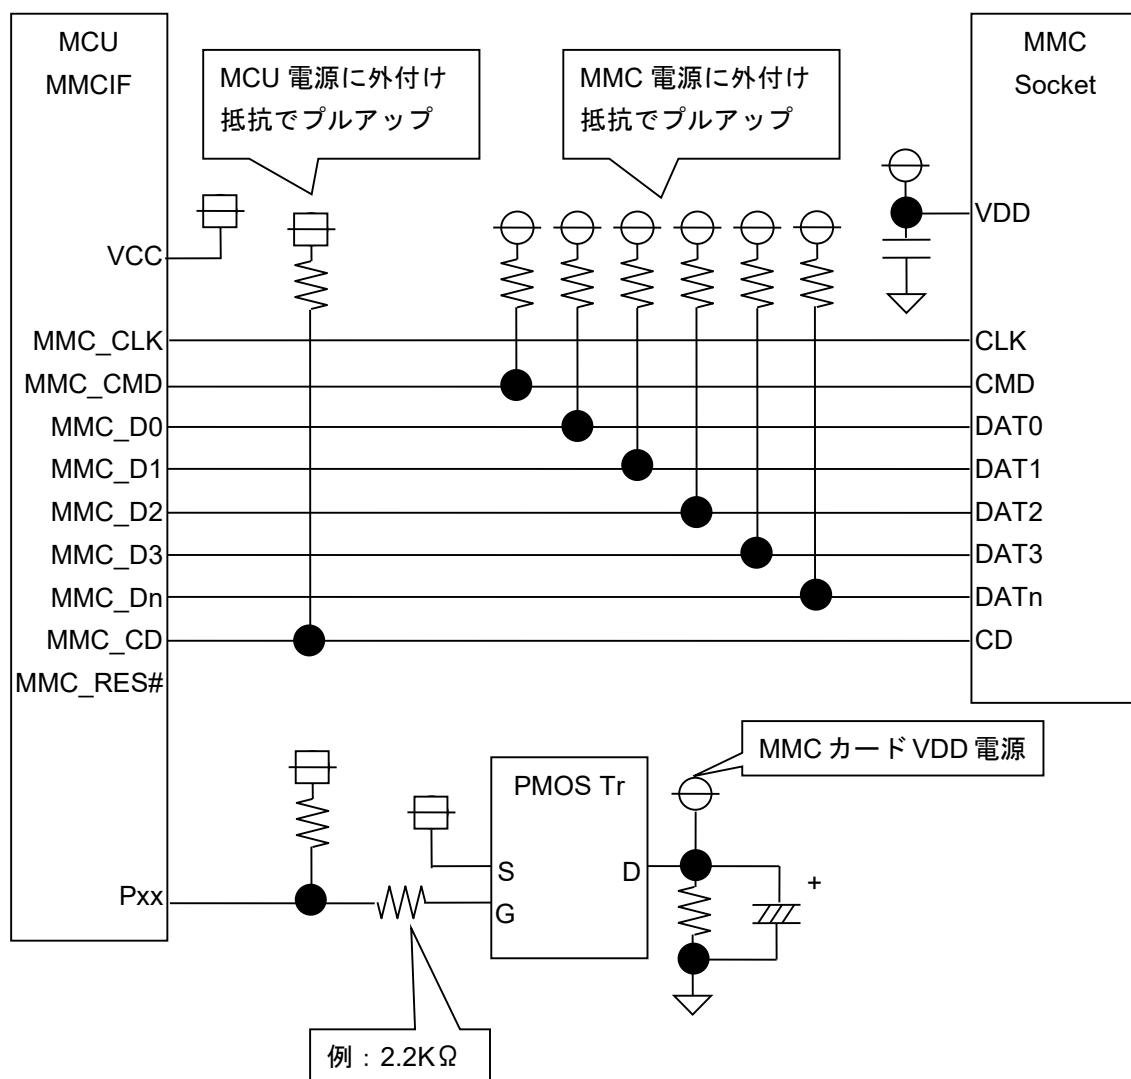 MCU
MMCIF
MCU 電源に外付け
抵抗でプルアップ
MMC 電源に外付け
抵抗でプルアップ
MMC
Socket
VCC
VDD
MMC_CLK
CLK
MMC_CMD
CMD
MMC_D0
DAT0
MMC_D1
DAT1
MMC_D2
DAT2
MMC_D3
DAT3
MMC_Dn
DATn
MMC_CD
CD
MMC_RES#
MMC カード VDD 電源
PMOS Tr
S
D
G
+
Pxx
例：2.2KΩ